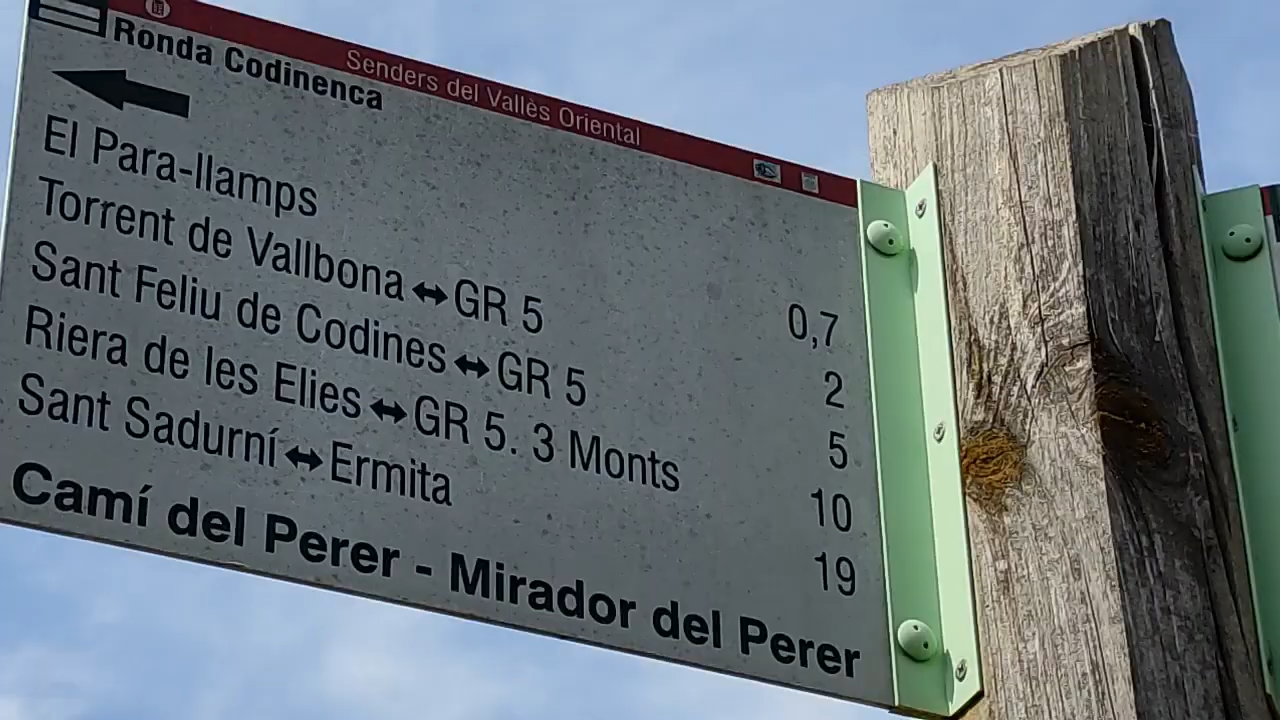 Senders del Vallès Oriental
Ronda Codinenca
El Para-llamps 0,7
Torrent de Vallbona ↔ GR 5 2
Sant Feliu de Codines ↔ GR 5 5
Riera de les Elies ↔ GR 5. 3 Monts 10
Sant Sadurní ↔ Ermita 19
Camí del Perer - Mirador del Perer